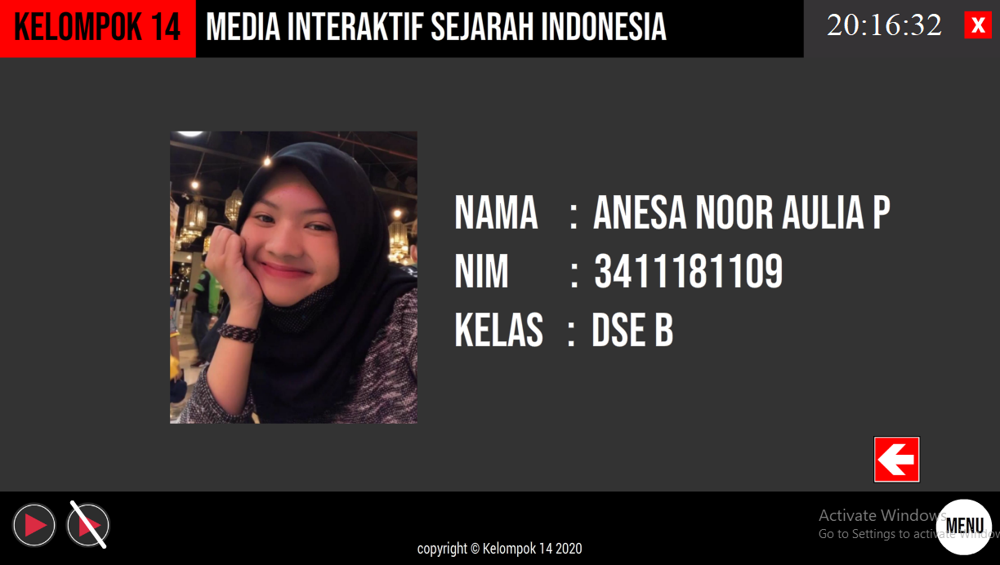 KELOMPOK 14
MEDIA INTERAKTIF SEJARAH INDONESIA
20:16:32
X
NAMA : ANESA NOOR AULIA P
NIM : 3411181109
KELAS : DSE B
Activate Windows
Go to Settings to activate Windows
MENU
copyright © Kelompok 14 2020